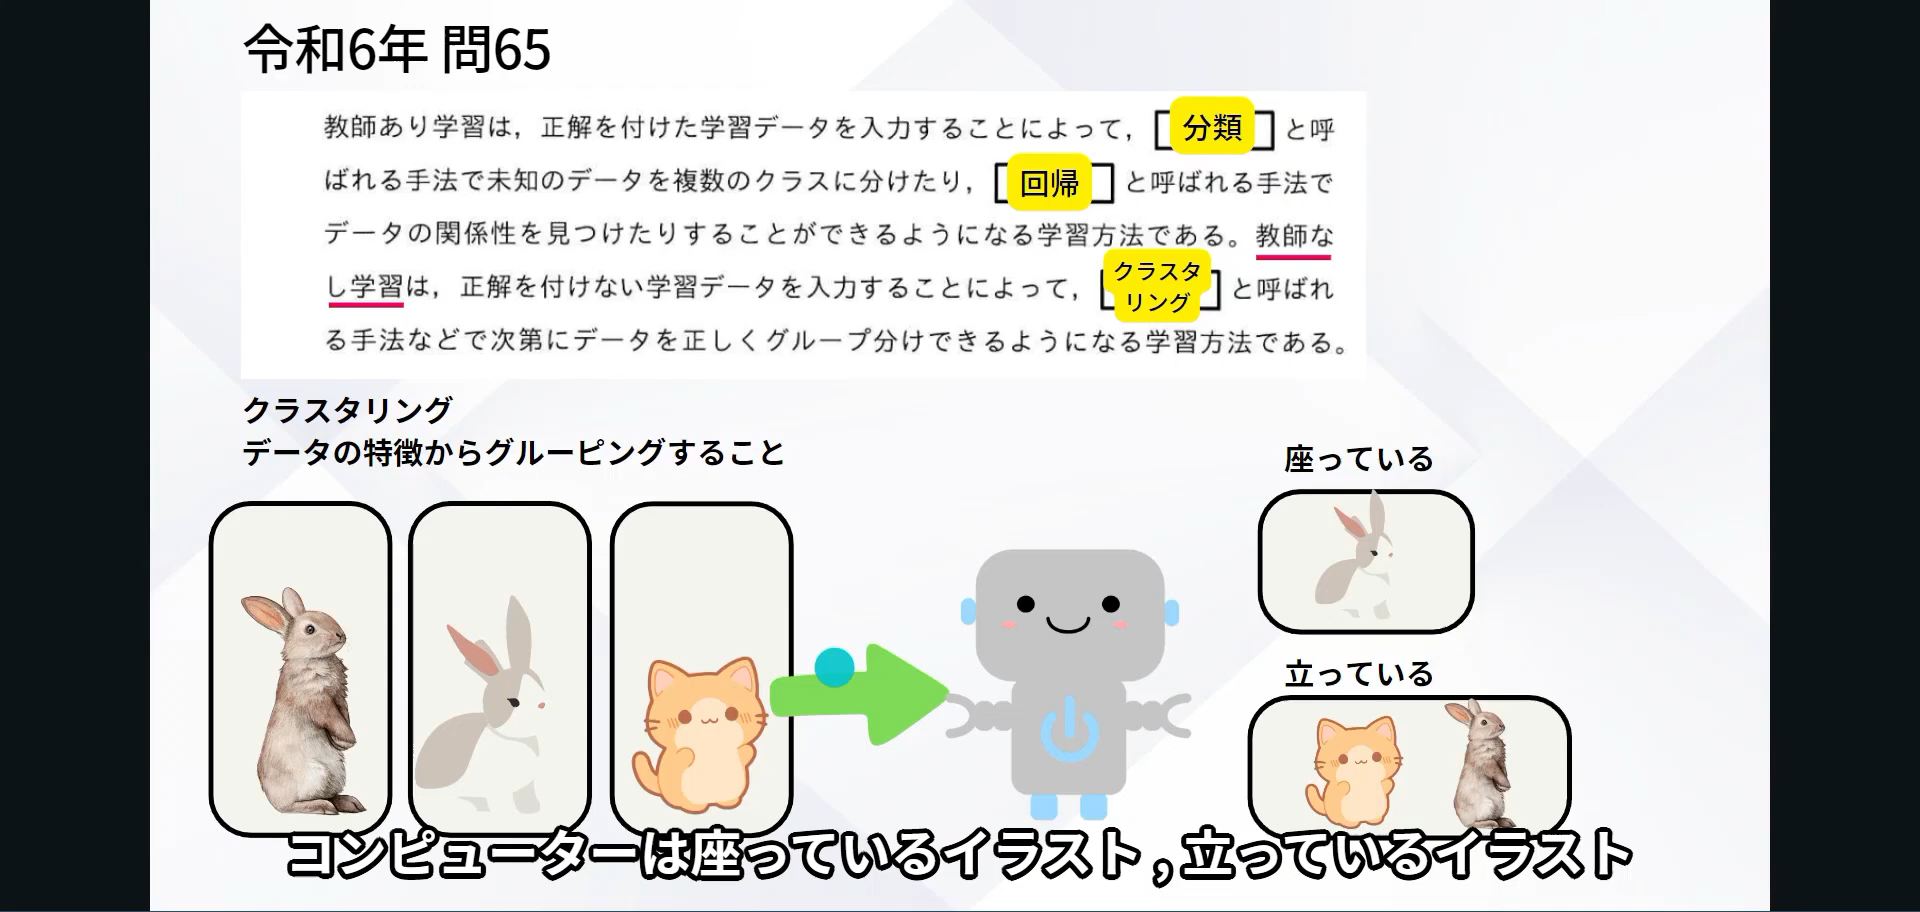 令和6年 問65
教師あり学習は，正解を付けた学習データを入力することによって， 分類 と呼
ばれる手法で未知のデータを複数のクラスに分けたり， 回帰 と呼ばれる手法で
データの関係性を見つけたりすることができるようになる学習方法である。教師な
し学習は，正解を付けない学習データを入力することによって， クラスタリング と呼ばれ
る手法などで次第にデータを正しくグループ分けできるようになる学習方法である。
クラスタリング
データの特徴からグルーピングすること
座っている
立っている
コンピューターは座っているイラスト,立っているイラスト